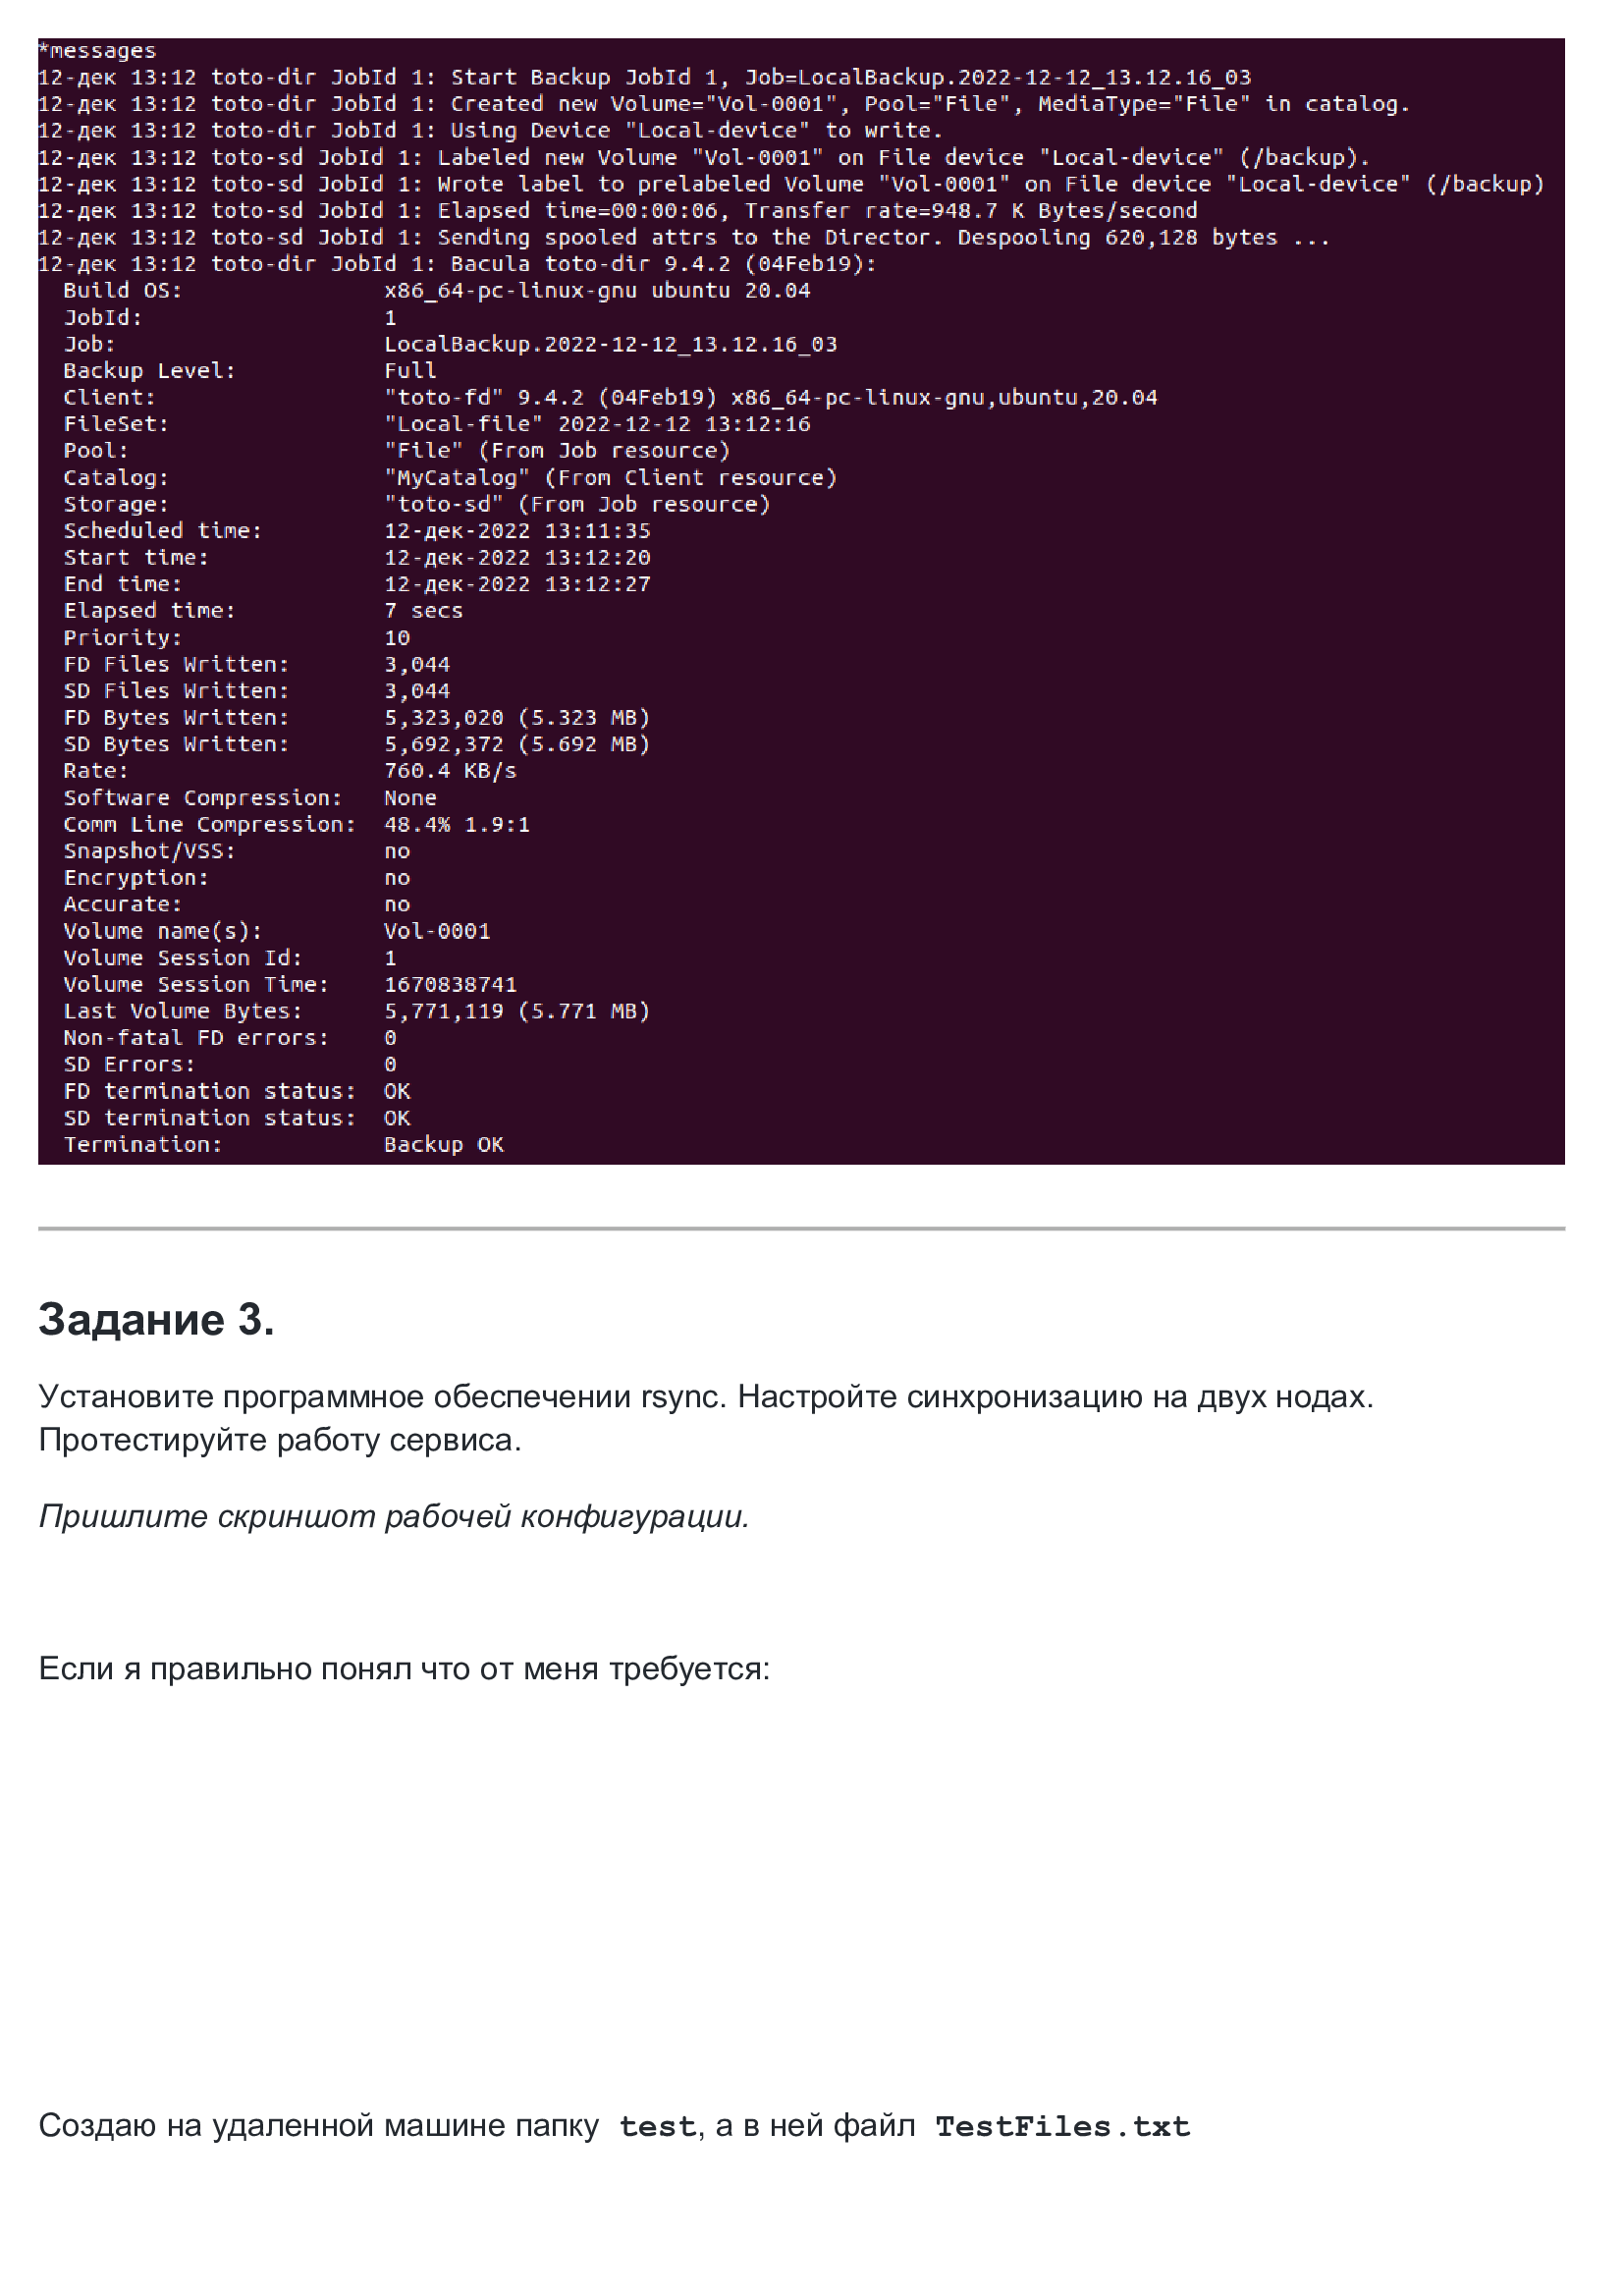 *messages
12-дек 13:12 toto-dir JobId 1: Start Backup JobId 1, Job=LocalBackup.2022-12-12_13.12.16_03
12-дек 13:12 toto-dir JobId 1: Created new Volume="Vol-0001", Pool="File", MediaType="File" in catalog.
12-дек 13:12 toto-dir JobId 1: Using Device "Local-device" to write.
12-дек 13:12 toto-sd JobId 1: Labeled new Volume "Vol-0001" on File device "Local-device" (/backup).
12-дек 13:12 toto-sd JobId 1: Wrote label to prelabeled Volume "Vol-0001" on File device "Local-device" (/backup)
12-дек 13:12 toto-sd JobId 1: Elapsed time=00:00:06, Transfer rate=948.7 K Bytes/second
12-дек 13:12 toto-sd JobId 1: Sending spooled attrs to the Director. Despooling 620,128 bytes ...
12-дек 13:12 toto-dir JobId 1: Bacula toto-dir 9.4.2 (04Feb19):
Build OS: x86_64-pc-linux-gnu ubuntu 20.04
JobId: 1
Job: LocalBackup.2022-12-12_13.12.16_03
Backup Level: Full
Client: "toto-fd" 9.4.2 (04Feb19) x86_64-pc-linux-gnu,ubuntu,20.04
FileSet: "Local-file" 2022-12-12 13:12:16
Pool: "File" (From Job resource)
Catalog: "MyCatalog" (From Client resource)
Storage: "toto-sd" (From Job resource)
Scheduled time: 12-дек-2022 13:11:35
Start time: 12-дек-2022 13:12:20
End time: 12-дек-2022 13:12:27
Elapsed time: 7 secs
Priority: 10
FD Files Written: 3,044
SD Files Written: 3,044
FD Bytes Written: 5,323,020 (5.323 MB)
SD Bytes Written: 5,692,372 (5.692 MB)
Rate: 760.4 KB/s
Software Compression: None
Comm Line Compression: 48.4% 1.9:1
Snapshot/VSS: no
Encryption: no
Accurate: no
Volume name(s): Vol-0001
Volume Session Id: 1
Volume Session Time: 1670838741
Last Volume Bytes: 5,771,119 (5.771 MB)
Non-fatal FD errors: 0
SD Errors: 0
FD termination status: OK
SD termination status: OK
Termination: Backup OK
Задание 3.
Установите программное обеспечении rsync. Настройте синхронизацию на двух нодах.
Протестируйте работу сервиса.
Пришлите скриншот рабочей конфигурации.
Если я правильно понял что от меня требуется:
Создаю на удаленной машине папку test, а в ней файл TestFiles.txt